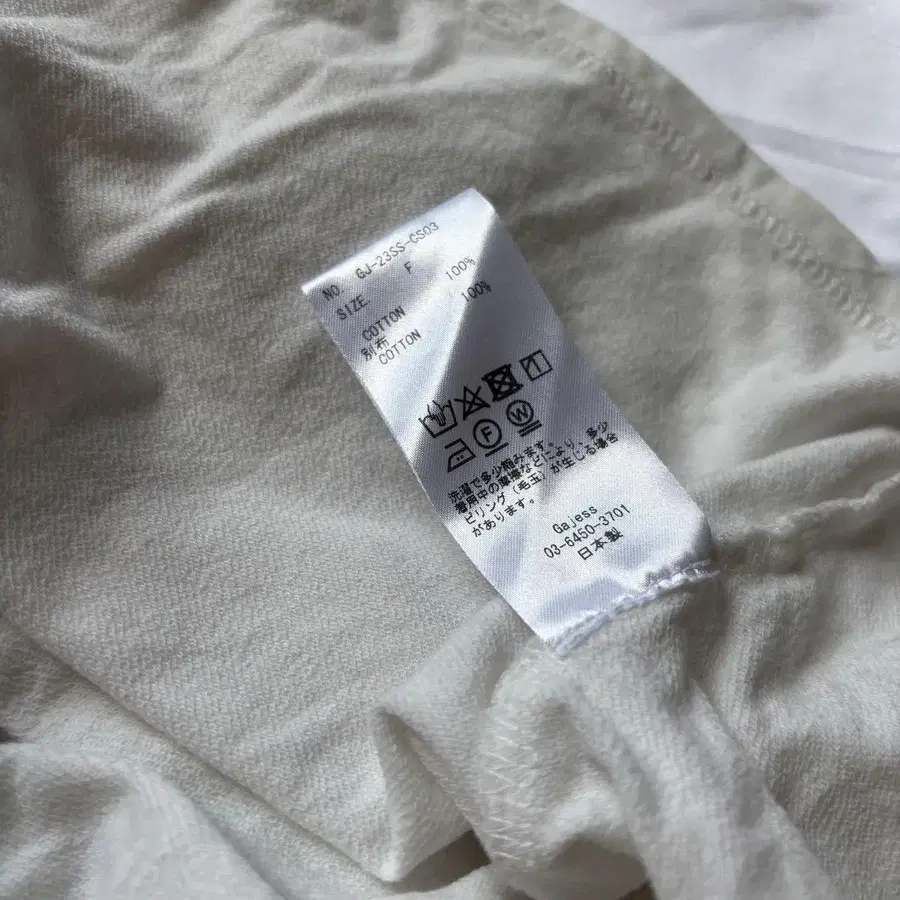 NO. GJ-23SS-CS03
SIZE F
COTTON 100%
別布
COTTON 100%
F W
洗濯で多少縮みます。
着用中の摩擦などにより、多少
ピリング(毛玉)が生じる場合
があります。
Gajess
03-6450-3701
日本製